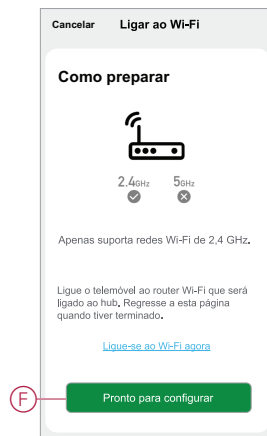 Cancelar Ligar ao Wi-Fi
Como preparar
2.4GHz 5GHz
Apenas suporta redes Wi-Fi de 2,4 GHz.
Ligue o telemóvel ao router Wi-Fi que será
ligado ao hub. Regresse a esta página
quando tiver terminado.
Ligue-se ao Wi-Fi agora
F Pronto para configurar